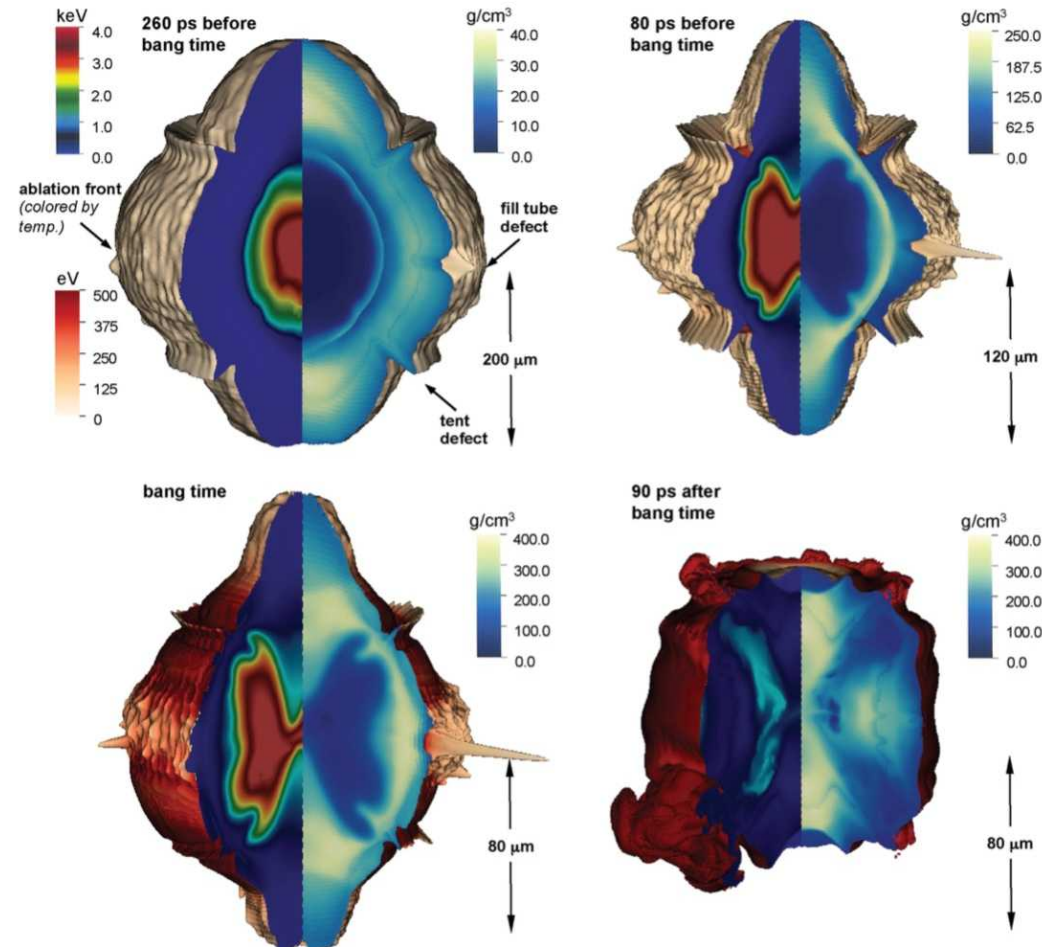 keV
4.0
3.0
2.0
1.0
0.0
260 ps before
bang time
g/cm³
40.0
30.0
20.0
10.0
0.0
ablation front
(colored by
temp.)
eV
500
375
250
125
0
fill tube
defect
200 μm
tent
defect
80 ps before
bang time
g/cm³
250.0
187.5
125.0
62.5
0.0
120 μm
bang time
g/cm³
400.0
300.0
200.0
100.0
0.0
80 μm
90 ps after
bang time
g/cm³
400.0
300.0
200.0
100.0
0.0
80 μm